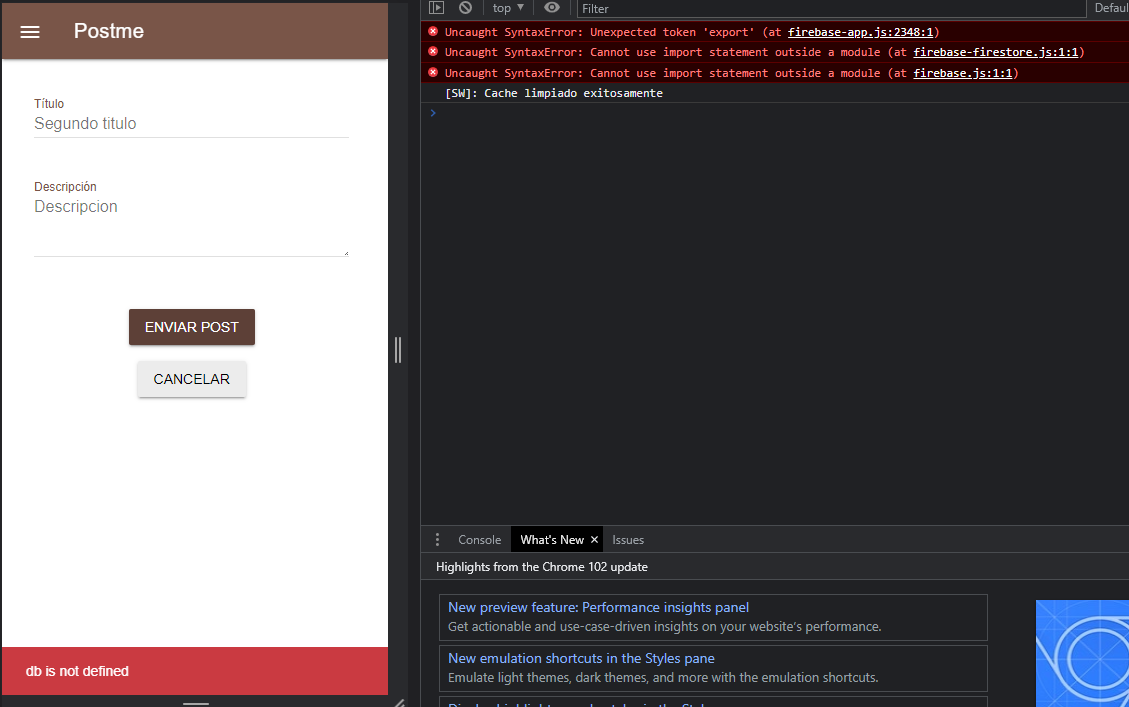 Postme
Título
Segundo titulo
Descripción
Descripcion
ENVIAR POST
CANCELAR
db is not defined
top ▼ Filter Defaul
Uncaught SyntaxError: Unexpected token 'export' (at firebase-app.js:2348:1)
Uncaught SyntaxError: Cannot use import statement outside a module (at firebase-firestore.js:1:1)
Uncaught SyntaxError: Cannot use import statement outside a module (at firebase.js:1:1)
[SW]: Cache limpiado exitosamente
Console What's New × Issues
Highlights from the Chrome 102 update
New preview feature: Performance insights panel
Get actionable and use-case-driven insights on your website's performance.
New emulation shortcuts in the Styles pane
Emulate light themes, dark themes, and more with the emulation shortcuts.